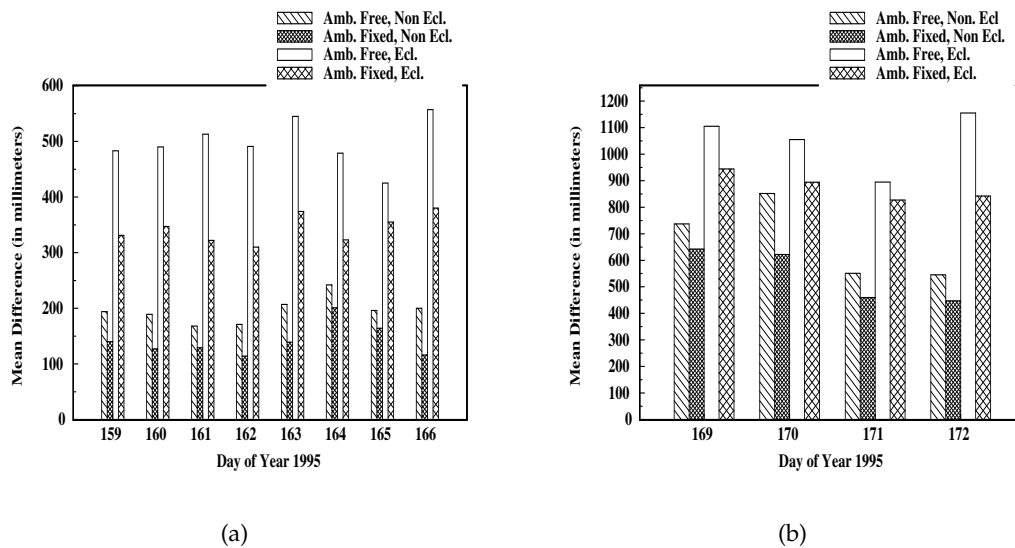 Amb. Free, Non Ecl.
Amb. Fixed, Non Ecl.
Amb. Free, Ecl.
Amb. Fixed, Ecl.
600
500
400
300
200
100
0
Mean Difference (in millimeters)
159 160 161 162 163 164 165 166
Day of Year 1995
(a)
Amb. Free, Non. Ecl
Amb. Fixed, Non Ecl.
Amb. Free, Ecl.
Amb. Fixed, Ecl.
1200
1100
1000
900
800
700
600
500
400
300
200
100
0
Mean Difference (in millimeters)
169 170 171 172
Day of Year 1995
(b)